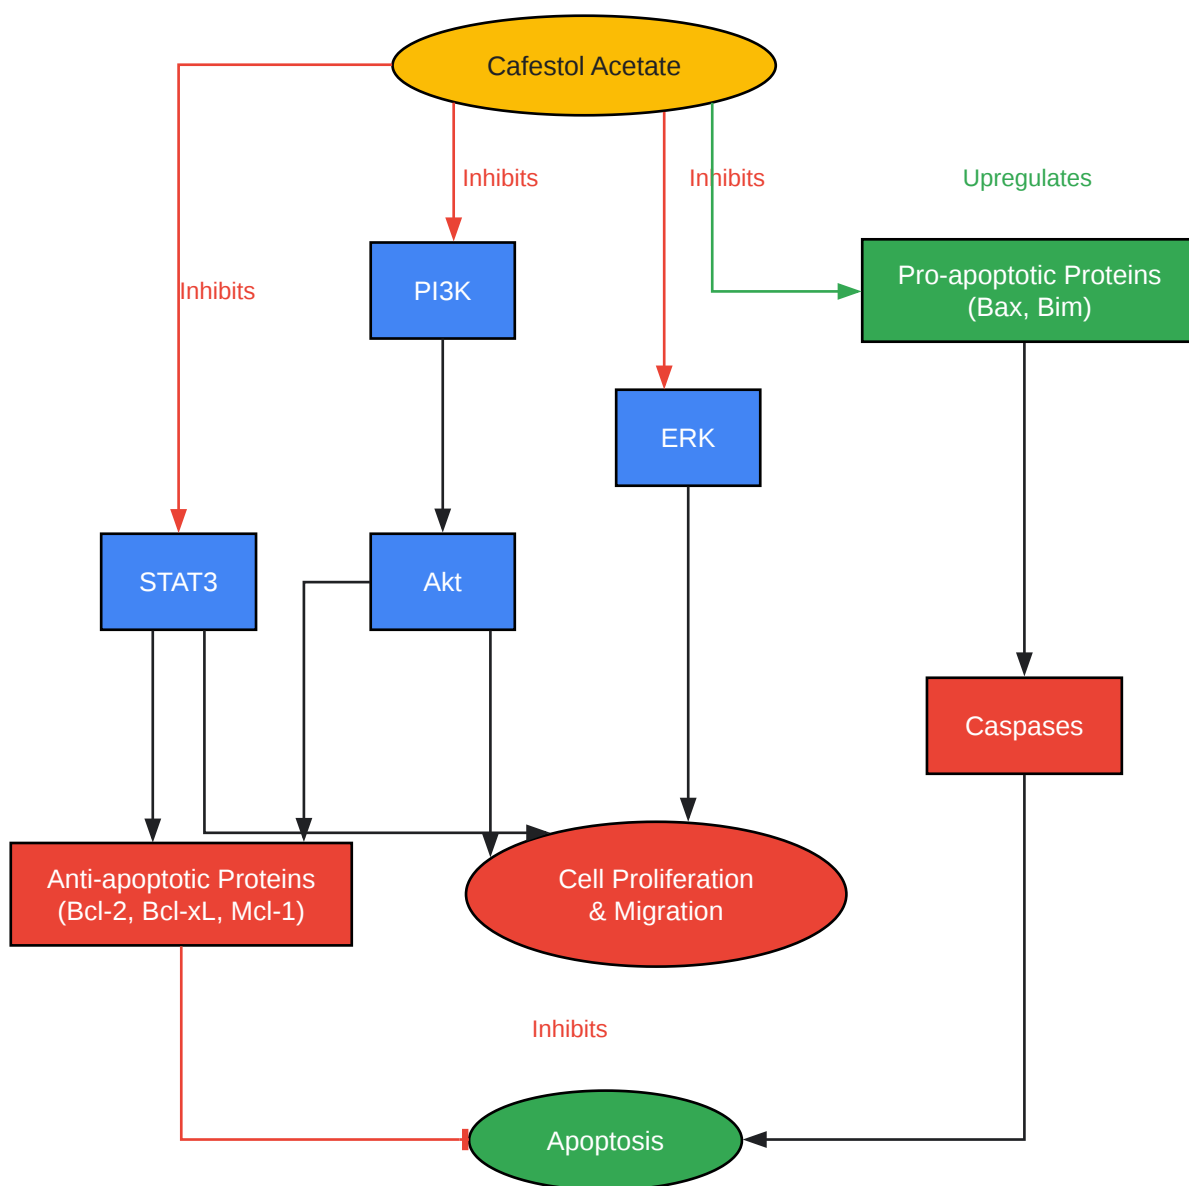 Cafestol Acetate
Inhibits
Inhibits
Upregulates
Pro-apoptotic Proteins
(Bax, Bim)
PI3K
Inhibits
ERK
STAT3
Akt
Caspases
Anti-apoptotic Proteins
(Bcl-2, Bcl-xL, Mcl-1)
Cell Proliferation
& Migration
Inhibits
Apoptosis